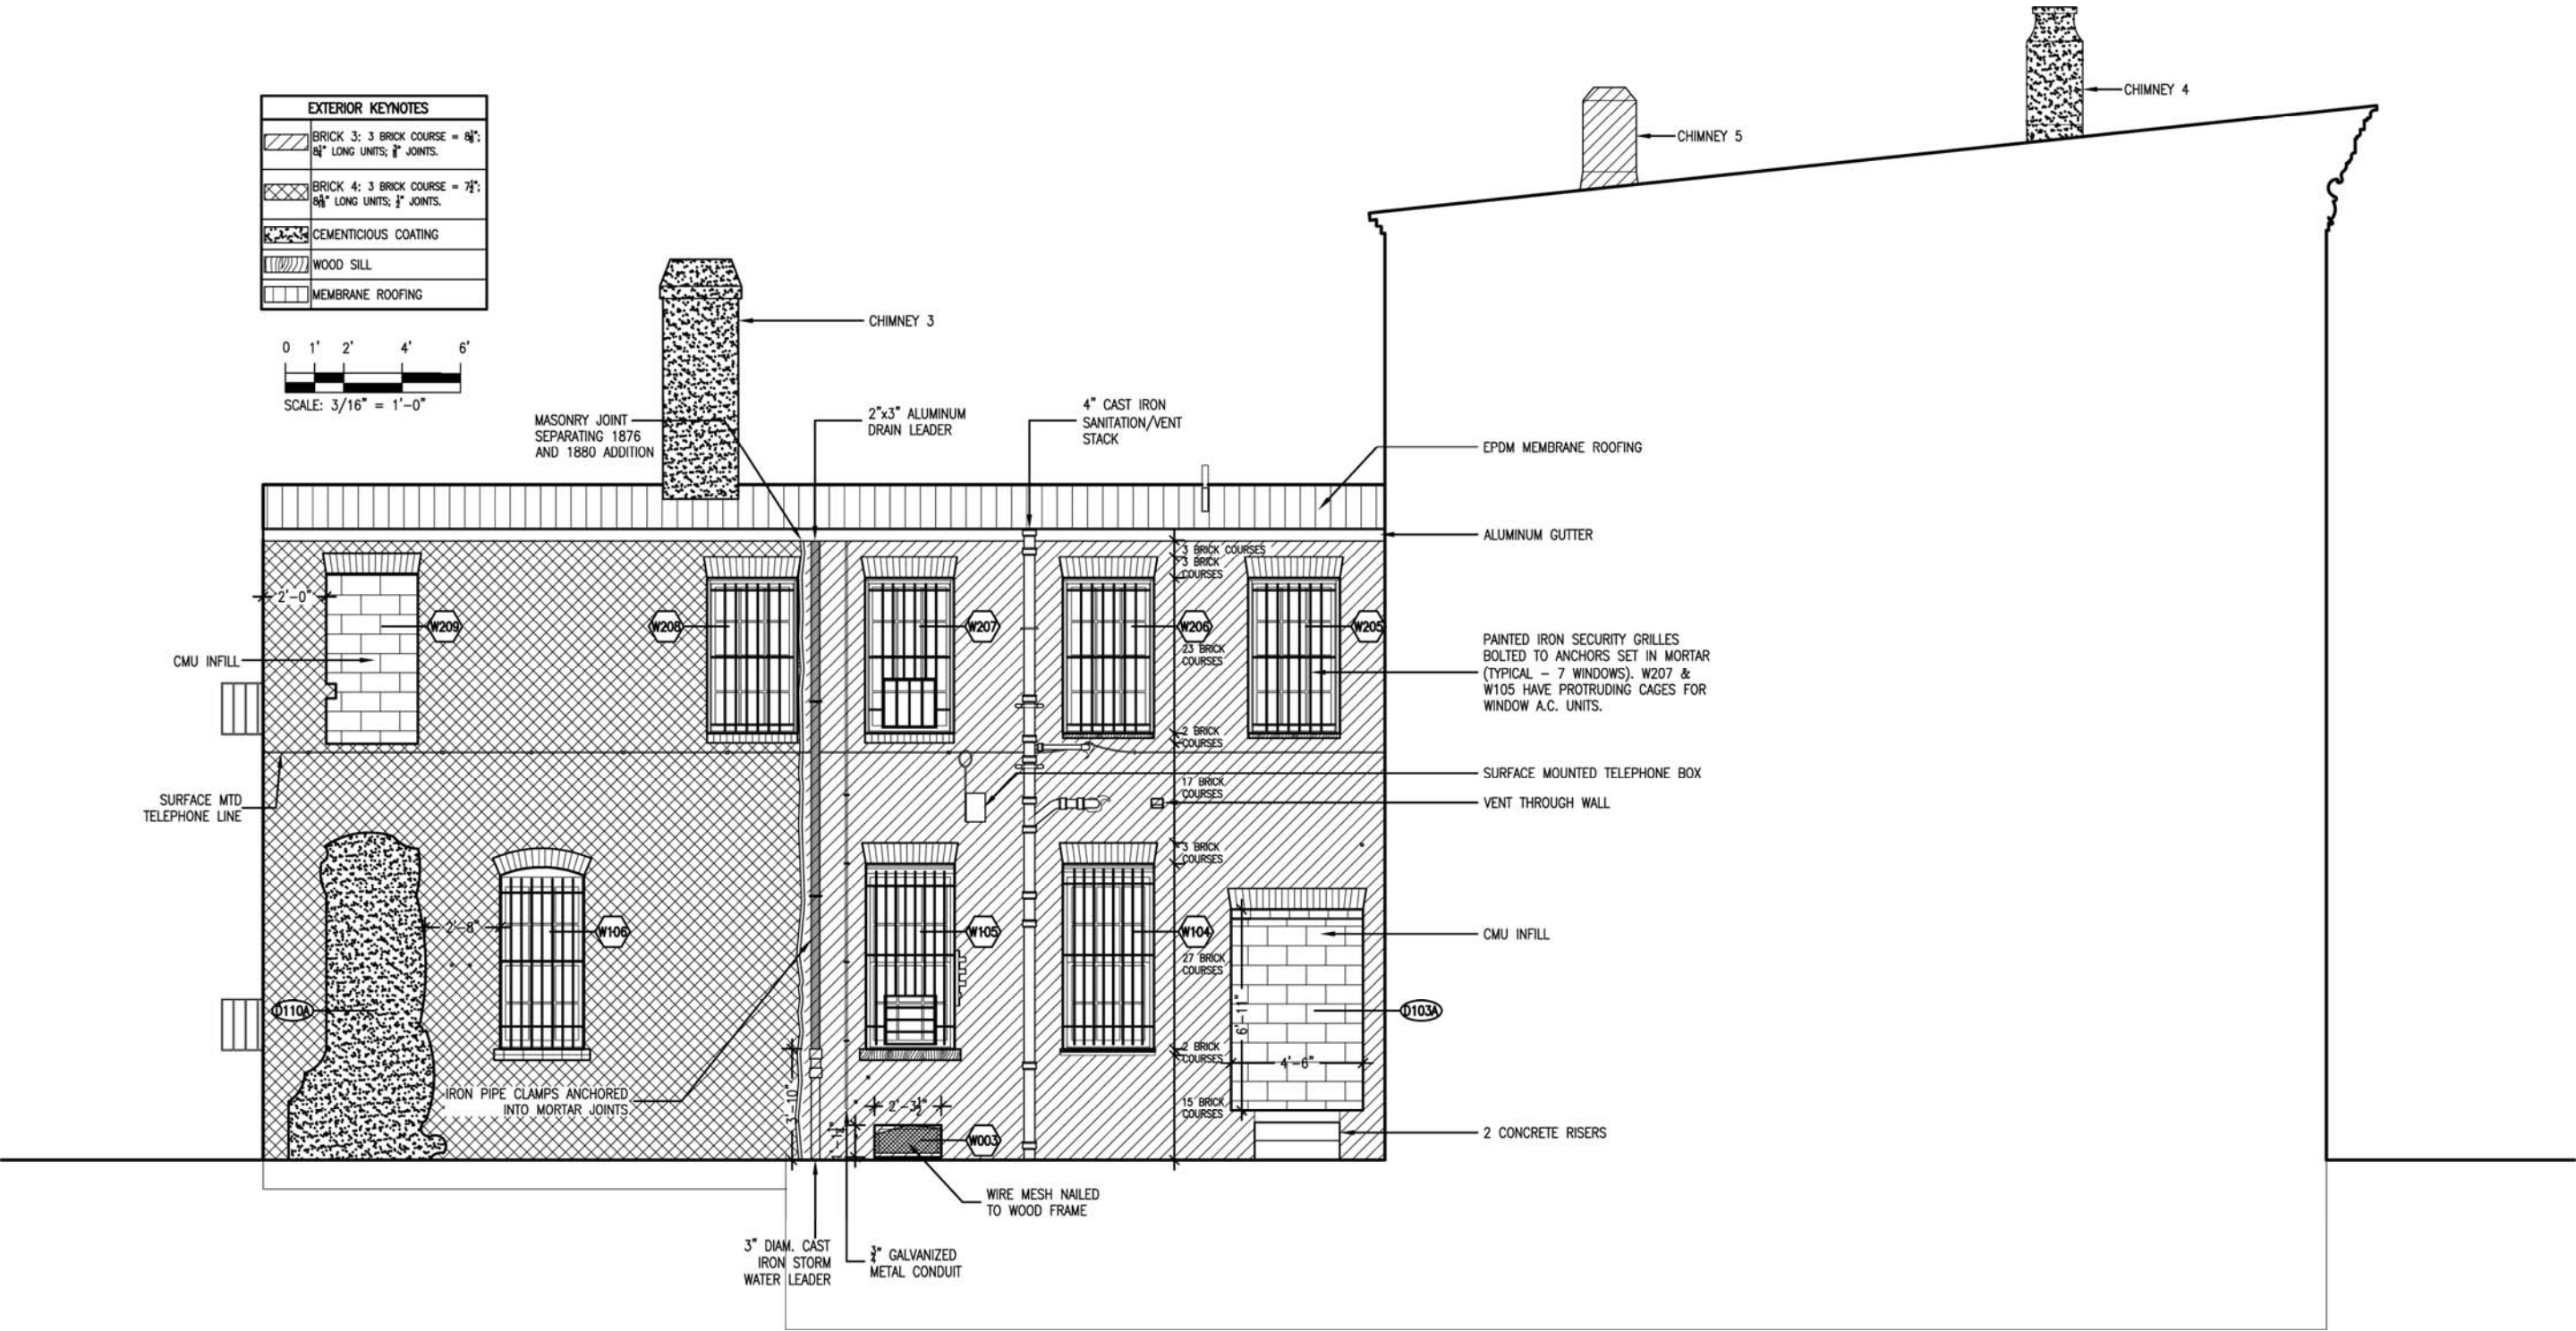 EXTERIOR KEYNOTES
BRICK 3: 3 BRICK COURSE = 8⅛";
8¼" LONG UNITS; ⅜" JOINTS.
BRICK 4: 3 BRICK COURSE = 7½";
LONG UNITS; ½" JOINTS.
CEMENTICIOUS COATING
WOOD SILL
MEMBRANE ROOFING
0 1' 2' 4' 6'
SCALE: 3/16" = 1'-0"
CHIMNEY 4
CHIMNEY 5
CHIMNEY 3
MASONRY JOINT
SEPARATING 1876
AND 1880 ADDITION
2"x3" ALUMINUM
DRAIN LEADER
4" CAST IRON
SANITATION/VENT
STACK
EPDM MEMBRANE ROOFING
ALUMINUM GUTTER
3 BRICK COURSES
3 BRICK
COURSES
2'-0"
W209
W208
W207
W206
W205
CMU INFILL
23 BRICK
COURSES
PAINTED IRON SECURITY GRILLES
BOLTED TO ANCHORS SET IN MORTAR
(TYPICAL - 7 WINDOWS). W207 &
W105 HAVE PROTRUDING CAGES FOR
WINDOW A.C. UNITS.
2 BRICK
COURSES
SURFACE MOUNTED TELEPHONE BOX
17 BRICK
COURSES
VENT THROUGH WALL
SURFACE MTD
TELEPHONE LINE
3 BRICK
COURSES
2'-8"
W106
W105
W104
CMU INFILL
27 BRICK
COURSES
D110A
6'-11"
D103A
2 BRICK
COURSES
4'-6"
IRON PIPE CLAMPS ANCHORED
INTO MORTAR JOINTS
3'-10"
2'-3½"
15 BRICK
COURSES
1'-1½"
W003
2 CONCRETE RISERS
WIRE MESH NAILED
TO WOOD FRAME
3" DIAM. CAST
IRON STORM
WATER LEADER
¾" GALVANIZED
METAL CONDUIT